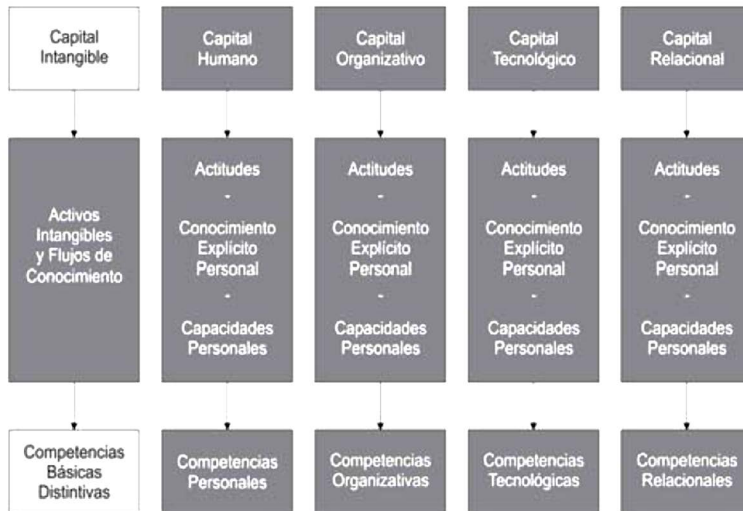 Capital
Intangible
Capital
Humano
Capital
Organizativo
Capital
Tecnológico
Capital
Relacional
Activos
Intangibles
y Flujos de
Conocimiento
Actitudes
-
Conocimiento
Explícito
Personal
-
Capacidades
Personales
Actitudes
-
Conocimiento
Explícito
Personal
-
Capacidades
Personales
Actitudes
-
Conocimiento
Explícito
Personal
-
Capacidades
Personales
Actitudes
-
Conocimiento
Explícito
Personal
-
Capacidades
Personales
Competencias
Básicas
Distintivas
Competencias
Personales
Competencias
Organizativas
Competencias
Tecnológicas
Competencias
Relacionales